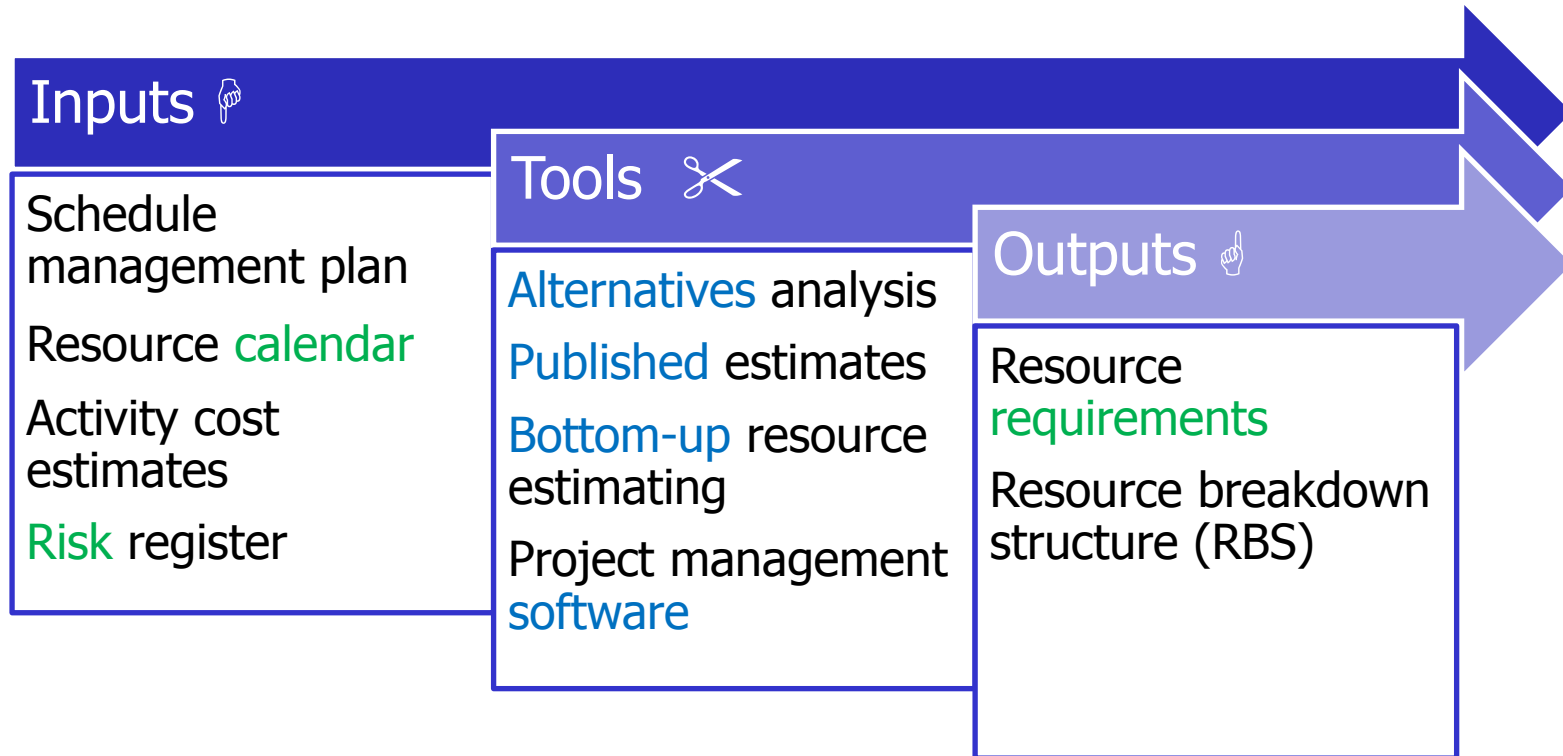 Inputs ☟
Schedule
management plan
Resource calendar
Activity cost
estimates
Risk register
Tools ✂
Alternatives analysis
Published estimates
Bottom-up resource
estimating
Project management
software
Outputs ☝
Resource
requirements
Resource breakdown
structure (RBS)